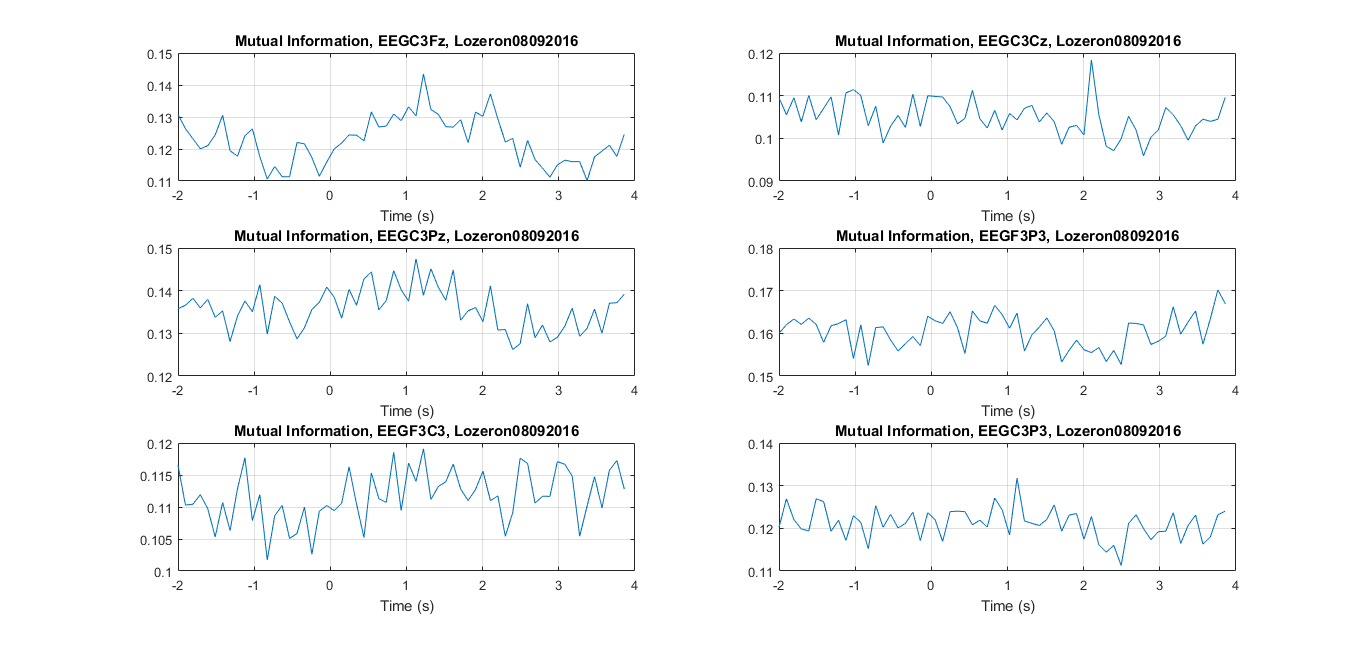 Mutual Information, EEGC3Fz, Lozeron08092016
0.15
0.14
0.13
0.12
0.11
-2 -1 0 1 2 3 4
Time (s)
Mutual Information, EEGC3Cz, Lozeron08092016
0.12
0.11
0.1
0.09
-2 -1 0 1 2 3 4
Time (s)
Mutual Information, EEGC3Pz, Lozeron08092016
0.15
0.14
0.13
0.12
-2 -1 0 1 2 3 4
Time (s)
Mutual Information, EEGF3P3, Lozeron08092016
0.18
0.17
0.16
0.15
-2 -1 0 1 2 3 4
Time (s)
Mutual Information, EEGF3C3, Lozeron08092016
0.12
0.115
0.11
0.105
0.1
-2 -1 0 1 2 3 4
Time (s)
Mutual Information, EEGC3P3, Lozeron08092016
0.14
0.13
0.12
0.11
-2 -1 0 1 2 3 4
Time (s)